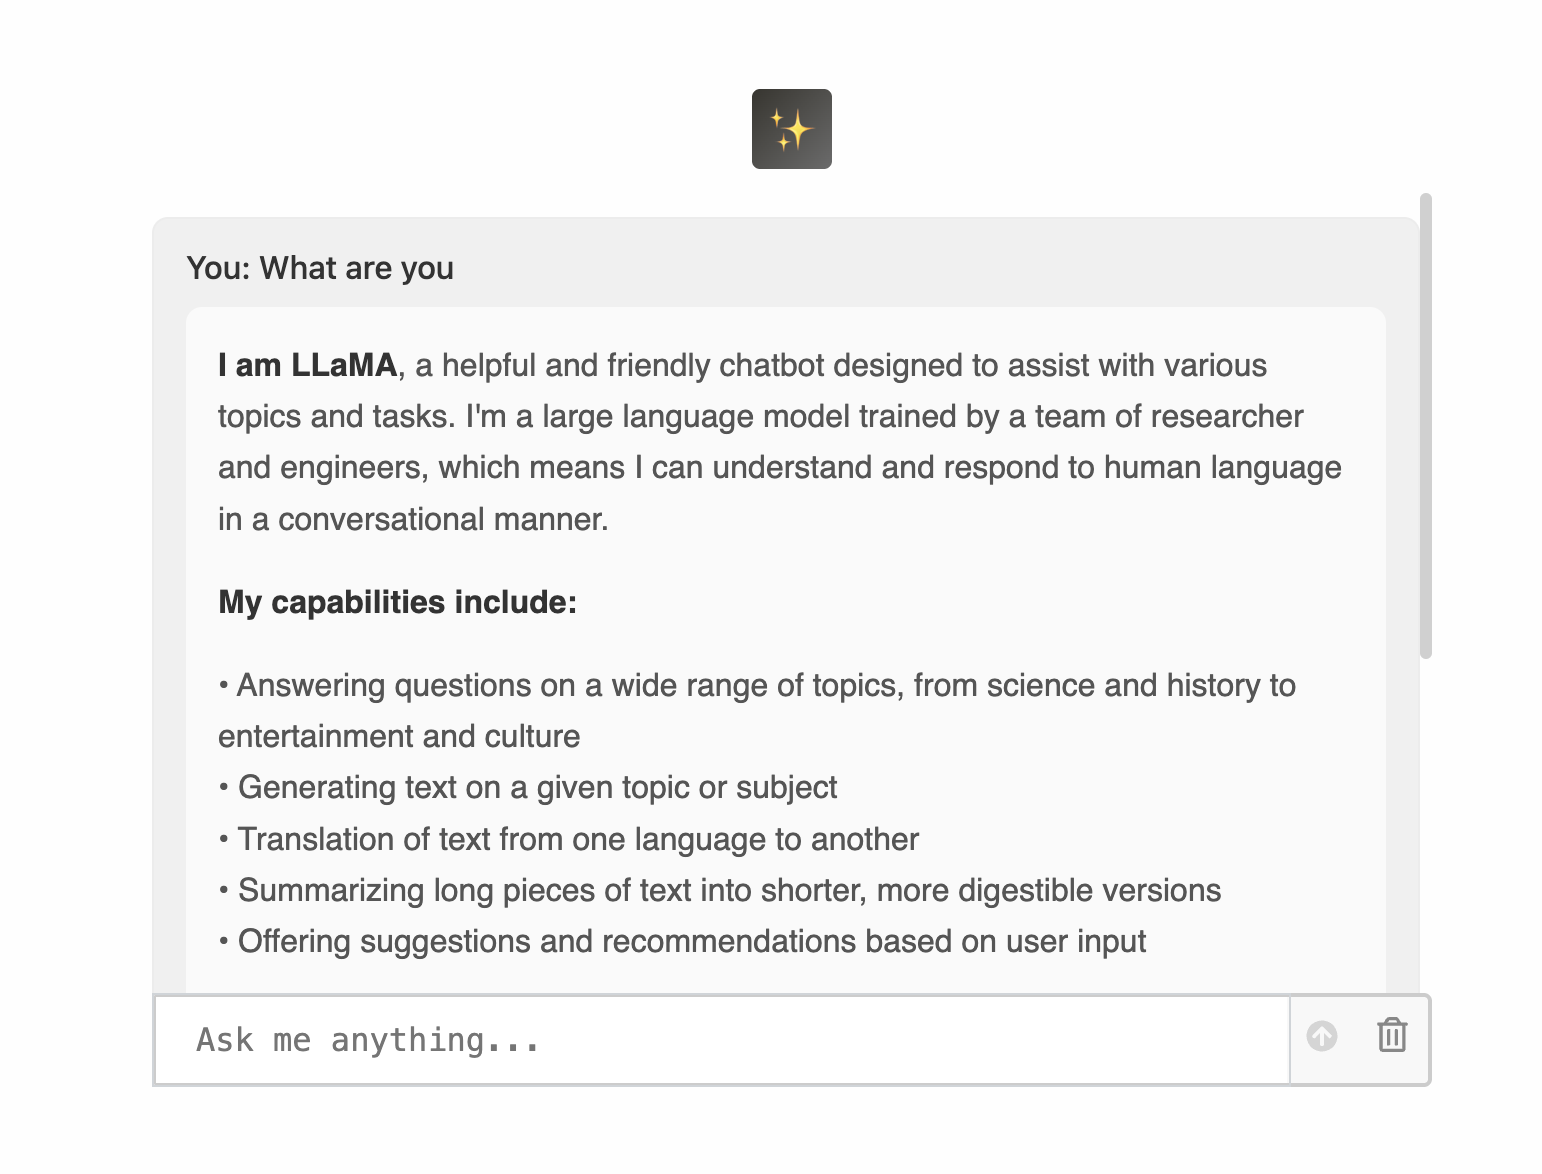 You: What are you
I am LLaMA, a helpful and friendly chatbot designed to assist with various
topics and tasks. I'm a large language model trained by a team of researcher
and engineers, which means I can understand and respond to human language
in a conversational manner.
My capabilities include:
• Answering questions on a wide range of topics, from science and history to
entertainment and culture
• Generating text on a given topic or subject
• Translation of text from one language to another
• Summarizing long pieces of text into shorter, more digestible versions
• Offering suggestions and recommendations based on user input
Ask me anything...